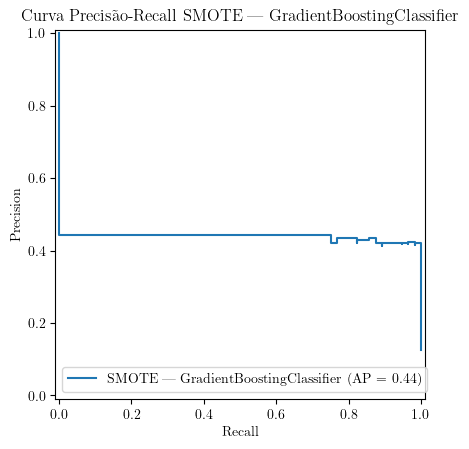 Curva Precisão-Recall SMOTE — GradientBoostingClassifier
1.0
0.8
0.6
0.4
0.2
0.0
Precision
SMOTE — GradientBoostingClassifier (AP = 0.44)
0.0 0.2 0.4 0.6 0.8 1.0
Recall